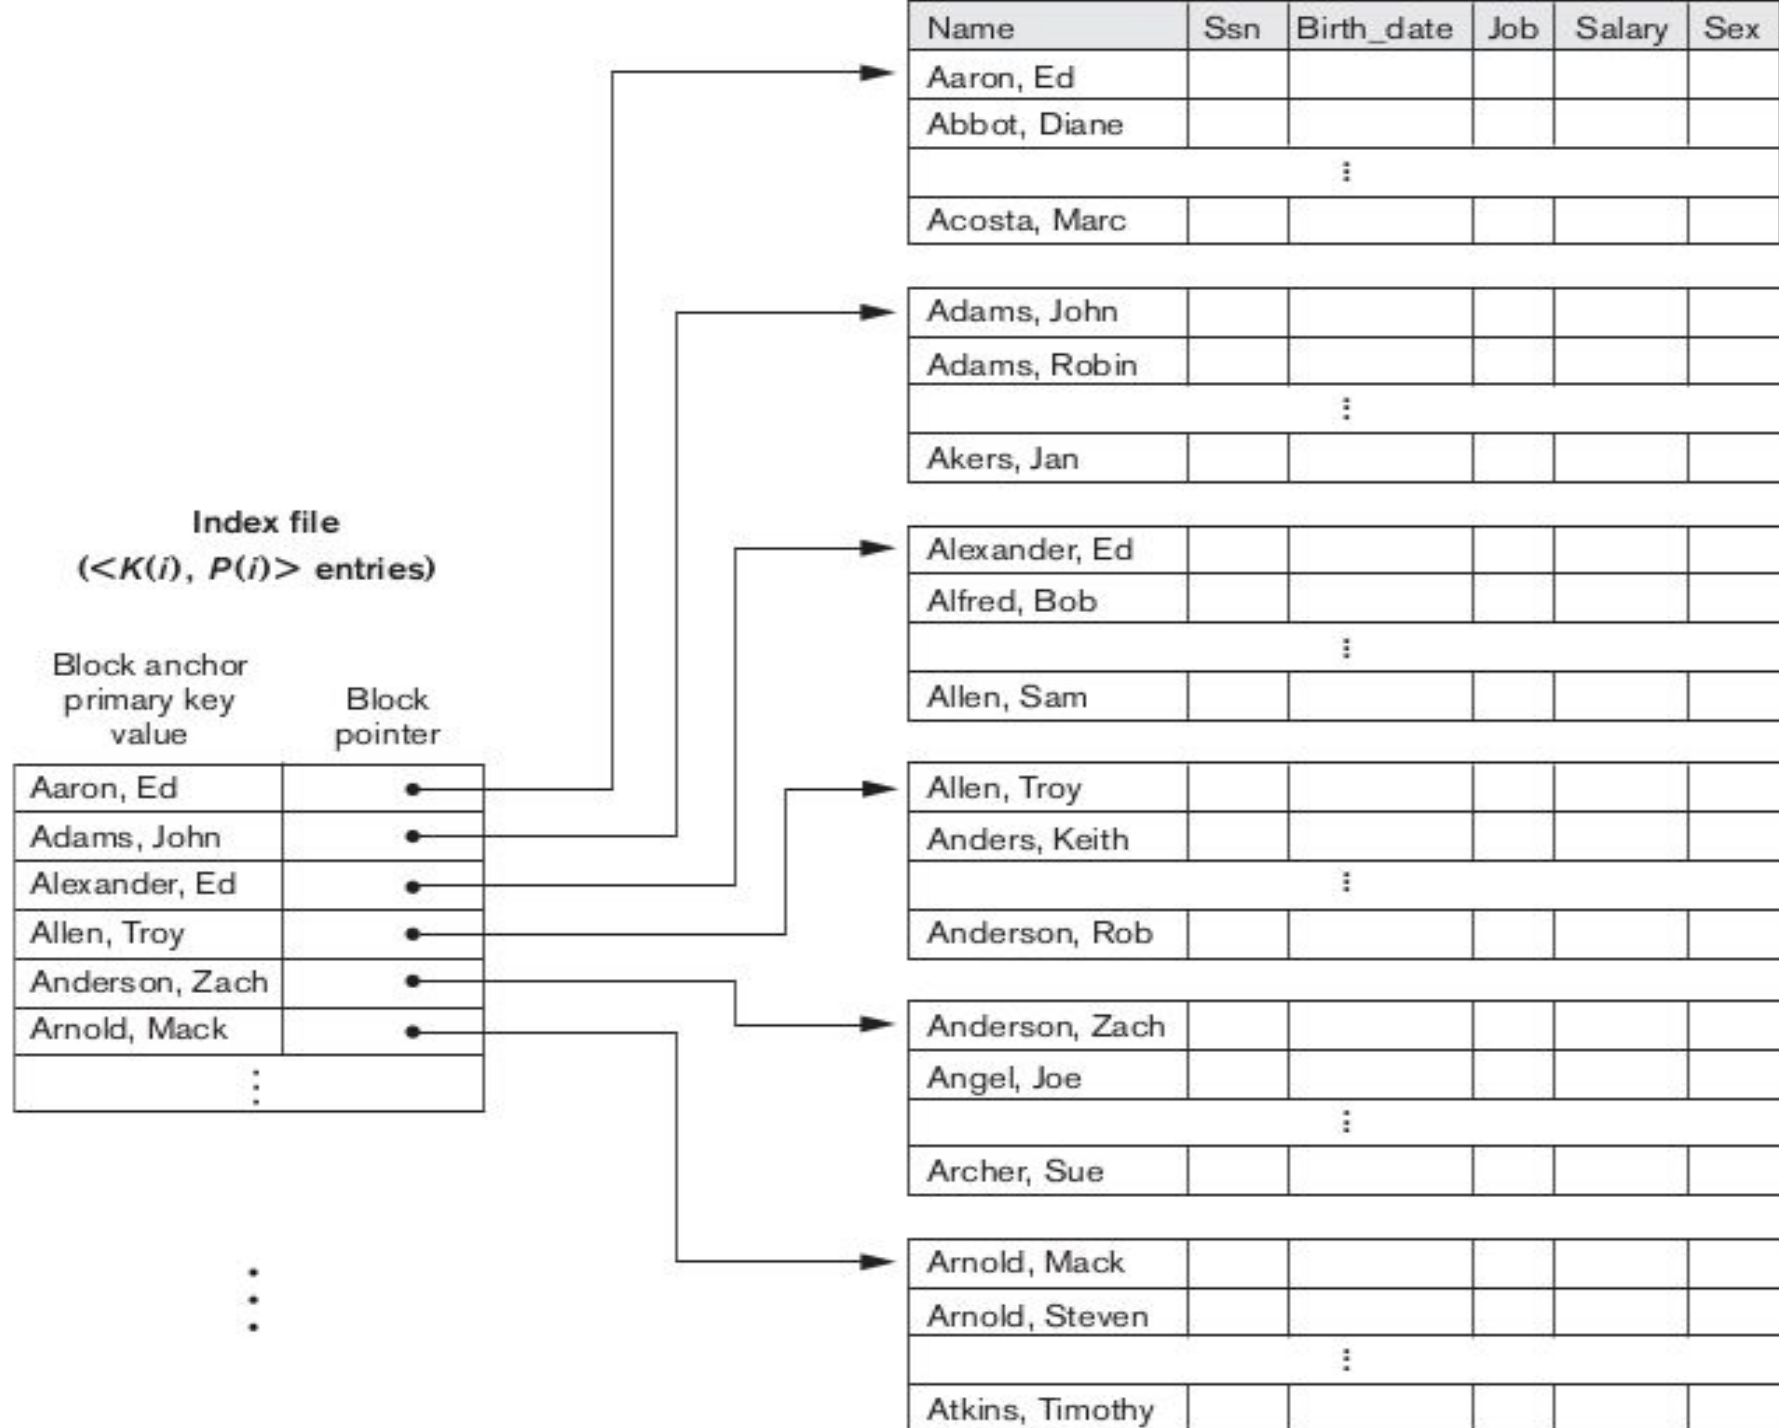 Name Ssn Birth_date Job Salary Sex
Aaron, Ed
Abbot, Diane
⋮
Acosta, Marc
Adams, John
Adams, Robin
⋮
Akers, Jan
Alexander, Ed
Alfred, Bob
⋮
Allen, Sam
Allen, Troy
Anders, Keith
⋮
Anderson, Rob
Anderson, Zach
Angel, Joe
⋮
Archer, Sue
Arnold, Mack
Arnold, Steven
⋮
Atkins, Timothy
Index file
(<K(i), P(i)> entries)
Block anchor
primary key
value
Block
pointer
Aaron, Ed
Adams, John
Alexander, Ed
Allen, Troy
Anderson, Zach
Arnold, Mack
⋮
⋮